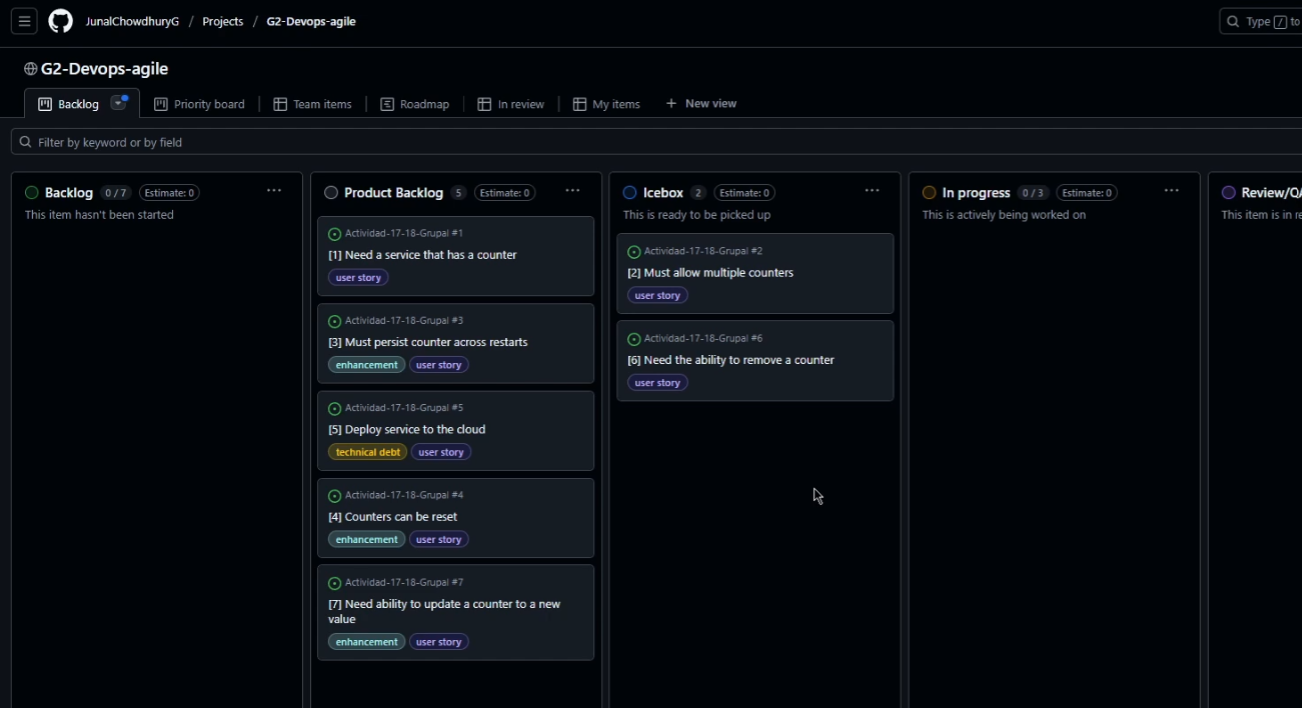 JunalChowdhuryG / Projects / G2-Devops-agile
Type / to
G2-Devops-agile
Backlog
Priority board
Team items
Roadmap
In review
My items
+ New view
Filter by keyword or by field
Backlog 0 / 7 Estimate: 0
This item hasn't been started
Product Backlog 5 Estimate: 0
Actividad-17-18-Grupal #1
[1] Need a service that has a counter
user story
Actividad-17-18-Grupal #3
[3] Must persist counter across restarts
enhancement user story
Actividad-17-18-Grupal #5
[5] Deploy service to the cloud
technical debt user story
Actividad-17-18-Grupal #4
[4] Counters can be reset
enhancement user story
Actividad-17-18-Grupal #7
[7] Need ability to update a counter to a new
value
enhancement user story
Icebox 2 Estimate: 0
This is ready to be picked up
Actividad-17-18-Grupal #2
[2] Must allow multiple counters
user story
Actividad-17-18-Grupal #6
[6] Need the ability to remove a counter
user story
In progress 0 / 3 Estimate: 0
This is actively being worked on
Review/QA
This item is in re